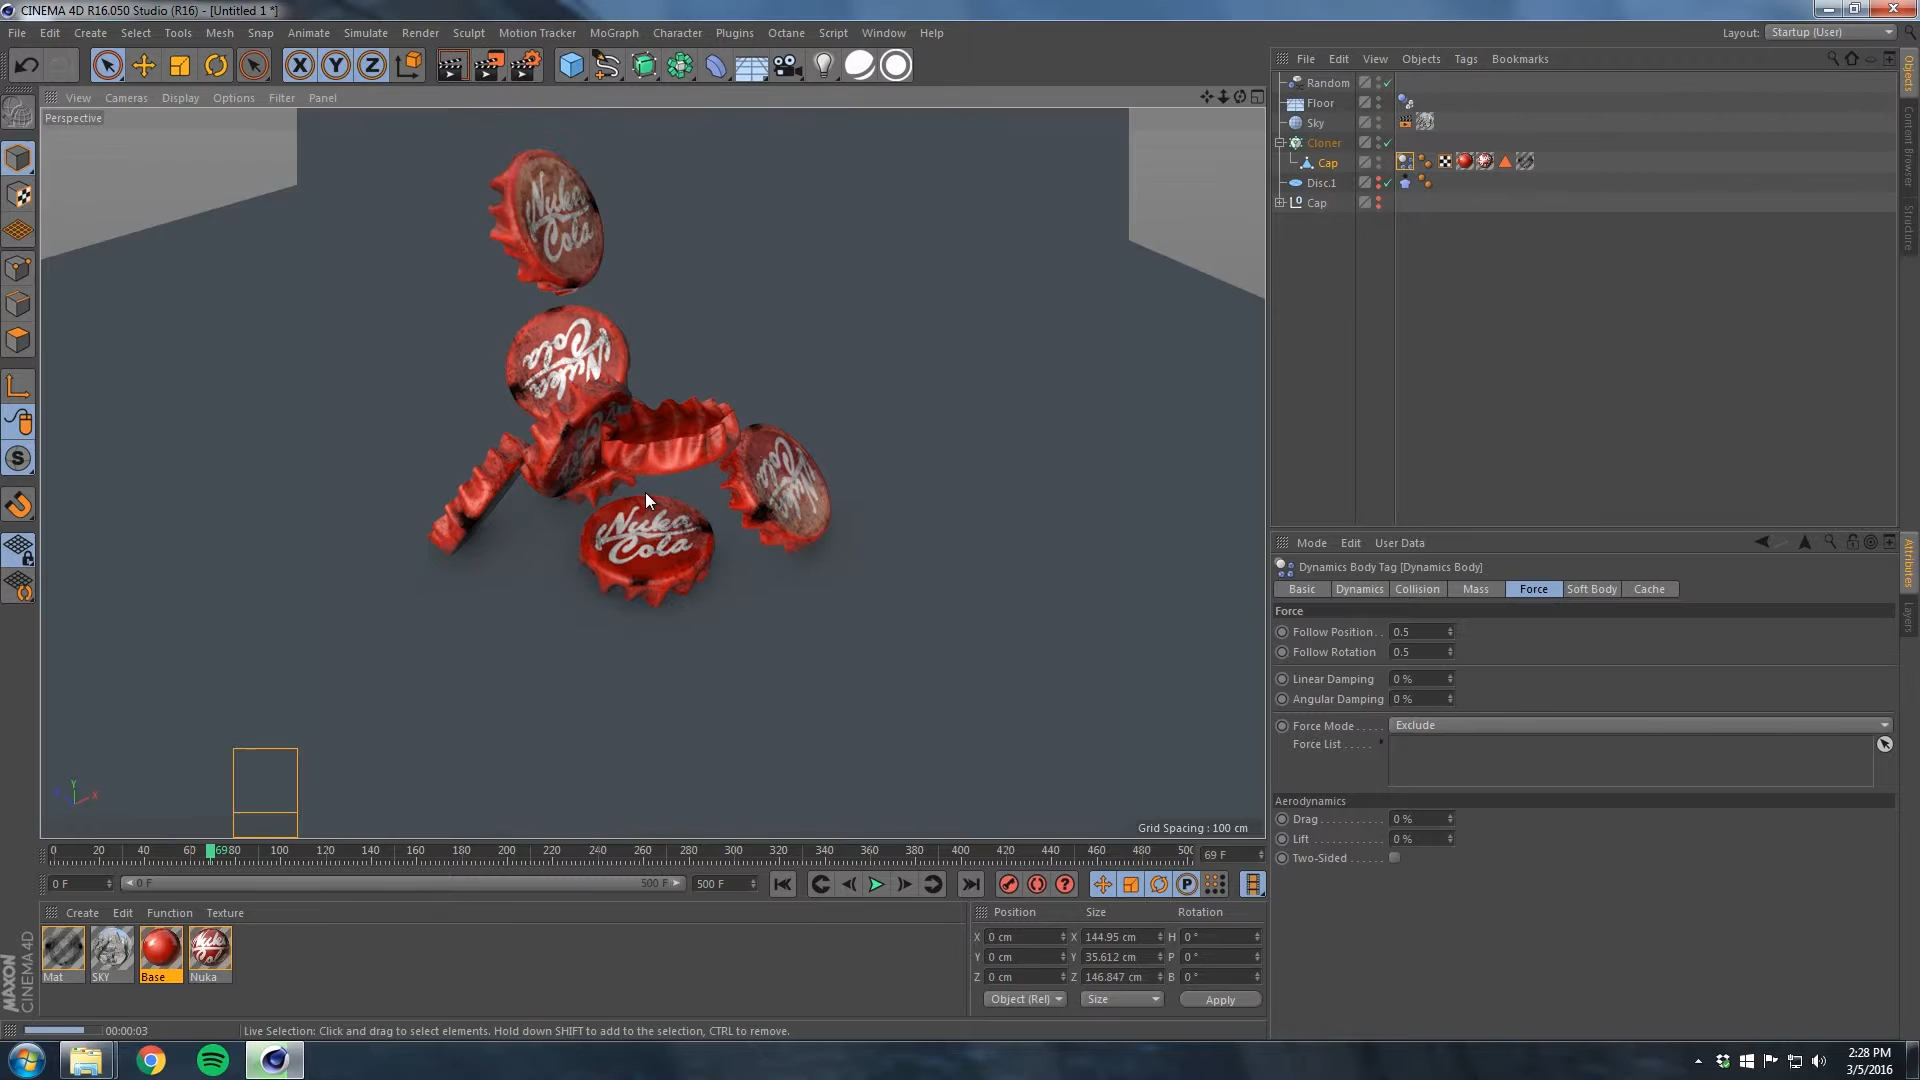 CINEMA 4D R16.050 Studio (R16) - [Untitled 1 *]
File Edit Create Select Tools Mesh Snap Animate Simulate Render Sculpt Motion Tracker MoGraph Character Plugins Octane Script Window Help
Layout: Startup (User)
X Y Z
View Cameras Display Options Filter Panel
Perspective
File Edit View Objects Tags Bookmarks
Random
Floor
Sky
Cloner
Cap
Disc.1
Cap
Objects
Content Browser
Structure
Nuka
Cola
Nuka
Cola
Nuka
Cola
Nuka
Cola
Mode Edit User Data
Dynamics Body Tag [Dynamics Body]
Basic Dynamics Collision Mass Force Soft Body Cache
Force
Follow Position . . 0.5
Follow Rotation 0.5
Linear Damping 0 %
Angular Damping 0 %
Force Mode . . . . . Exclude
Force List . . . . .
Aerodynamics
Drag . . . . . . . . . . . 0 %
Lift . . . . . . . . . . . . 0 %
Two-Sided . . . . . .
Attributes
Layers
Y
X
Grid Spacing : 100 cm
0 20 40 60 6980 100 120 140 160 180 200 220 240 260 280 300 320 340 360 380 400 420 440 460 480 500
69 F
0 F 0 F 500 F 500 F
Create Edit Function Texture
Mat SKY Base Nuka
Position Size Rotation
X 0 cm X 144.95 cm H 0 °
Y 0 cm Y 35.612 cm P 0 °
Z 0 cm Z 146.847 cm B 0 °
Object (Rel) Size Apply
MAXON
CINEMA 4D
00:00:03 Live Selection: Click and drag to select elements. Hold down SHIFT to add to the selection, CTRL to remove.
2:28 PM
3/5/2016